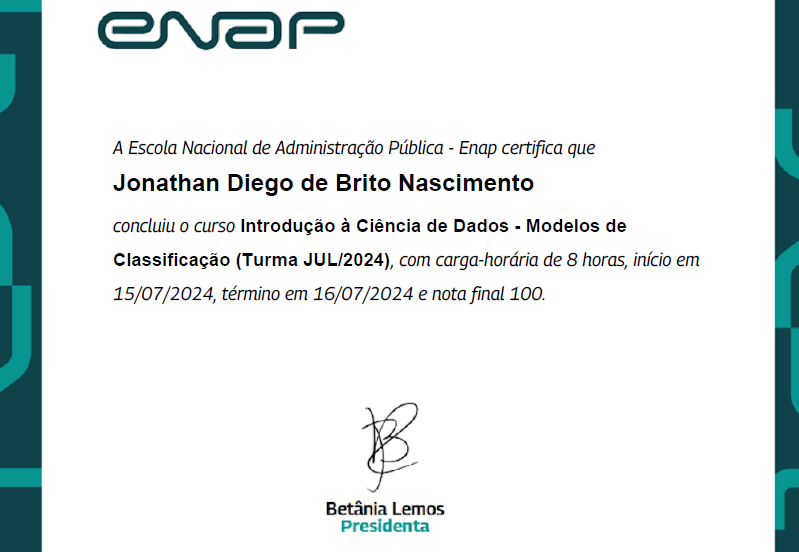 enap
A Escola Nacional de Administração Pública - Enap certifica que
Jonathan Diego de Brito Nascimento
concluiu o curso Introdução à Ciência de Dados - Modelos de
Classificação (Turma JUL/2024), com carga-horária de 8 horas, início em
15/07/2024, término em 16/07/2024 e nota final 100.
Betânia Lemos
Presidenta